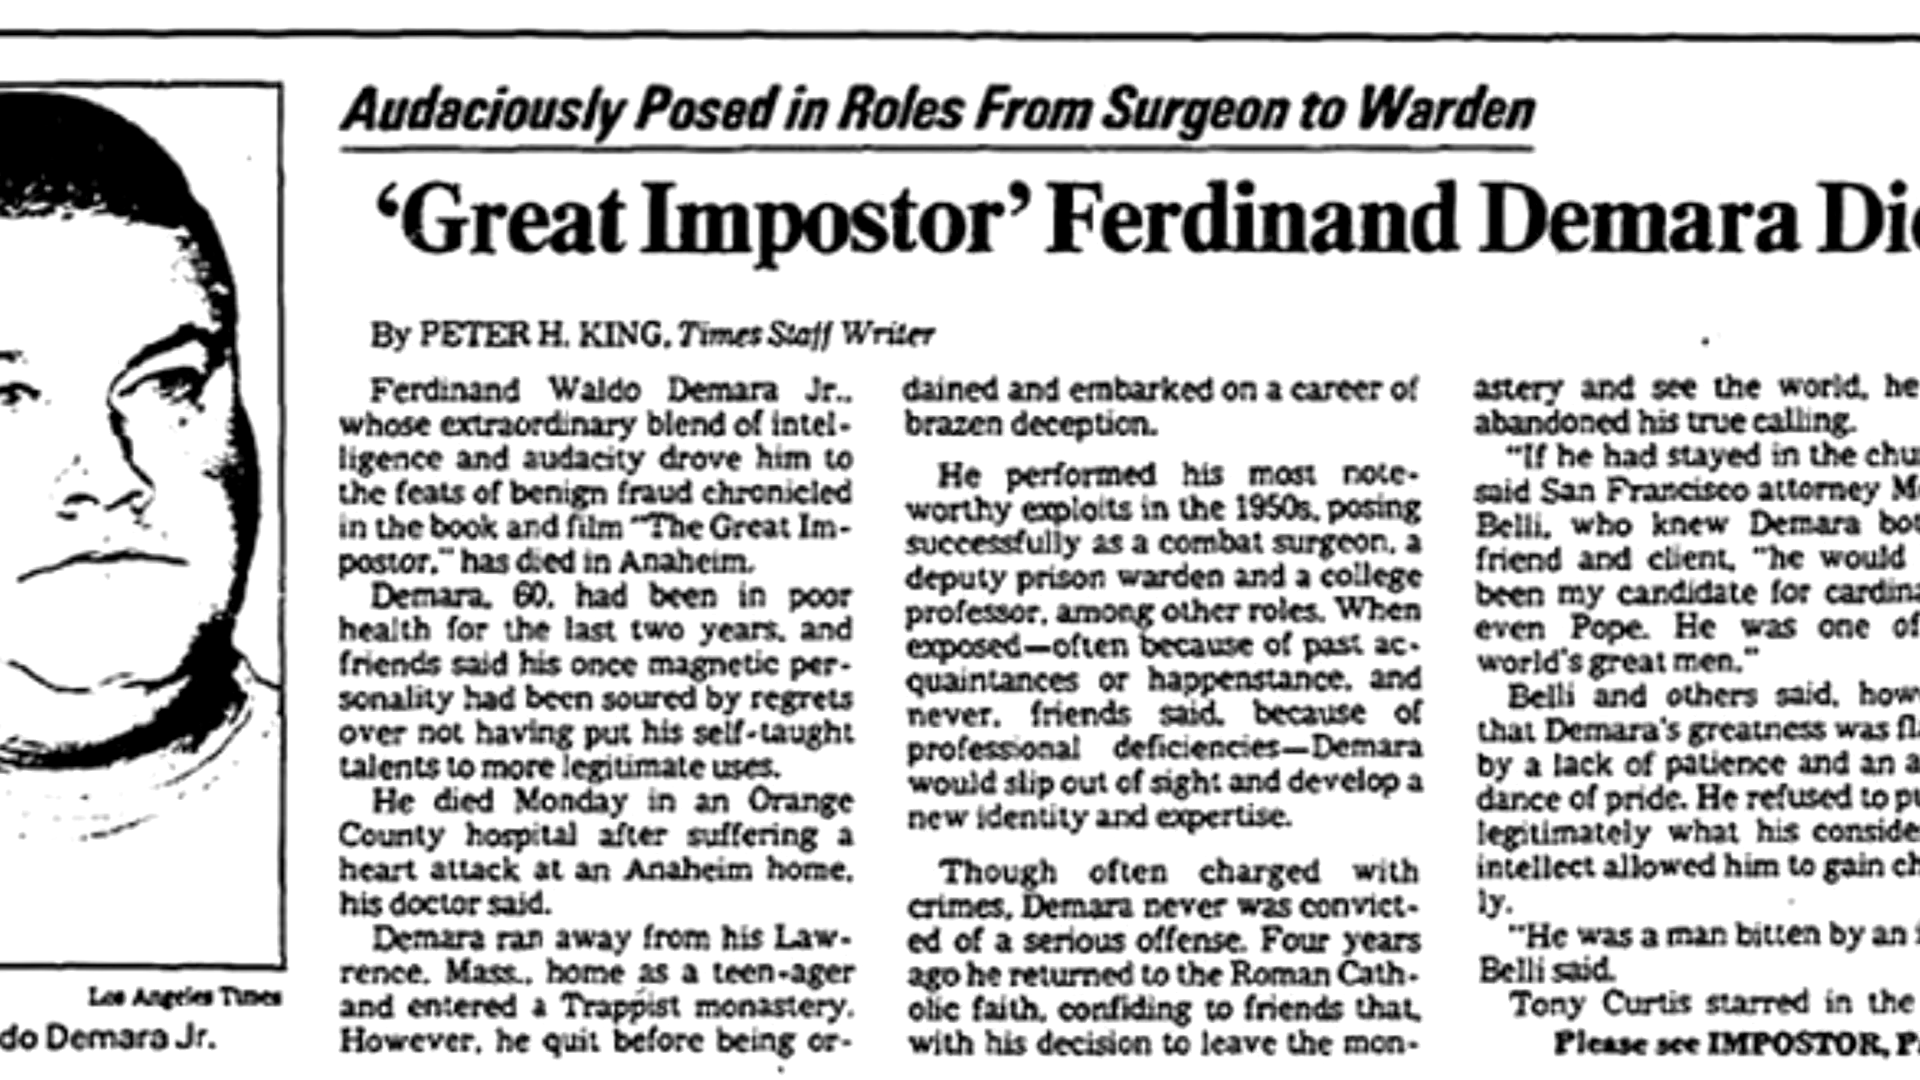 Audaciously Posed in Roles From Surgeon to Warden
'Great Impostor' Ferdinand Demara Di
By PETER H. KING, Times Staff Writer
Ferdinand Waldo Demara Jr.,
whose extraordinary blend of intel-
ligence and audacity drove him to
the feats of benign fraud chronicled
in the book and film "The Great Im-
postor," has died in Anaheim.
Demara, 60, had been in poor
health for the last two years, and
friends said his once magnetic per-
sonality had been soured by regrets
over not having put his self-taught
talents to more legitimate uses.
He died Monday in an Orange
County hospital after suffering a
heart attack at an Anaheim home,
his doctor said.
Demara ran away from his Law-
rence, Mass., home as a teen-ager
and entered a Trappist monastery.
However, he quit before being or-
dained and embarked on a career of
brazen deception.
He performed his most note-
worthy exploits in the 1950s, posing
successfully as a combat surgeon, a
deputy prison warden and a college
professor, among other roles. When
exposed—often because of past ac-
quaintances or happenstance, and
never, friends said, because of
professional deficiencies—Demara
would slip out of sight and develop a
new identity and expertise.
Though often charged with
crimes, Demara never was convict-
ed of a serious offense. Four years
ago he returned to the Roman Cath-
olic faith, confiding to friends that,
with his decision to leave the mon-
astery and see the world, he
abandoned his true calling.
"If he had stayed in the chu
said San Francisco attorney M
Belli, who knew Demara bot
friend and client, "he would
been my candidate for cardina
even Pope. He was one of
world's great men."
Belli and others said, how
that Demara's greatness was fl
by a lack of patience and an a
dance of pride. He refused to pu
legitimately what his conside
intellect allowed him to gain ch
ly.
"He was a man bitten by an
Belli said.
Tony Curtis starred in the
Please see IMPOSTOR, P
Los Angeles Times
do Demara Jr.